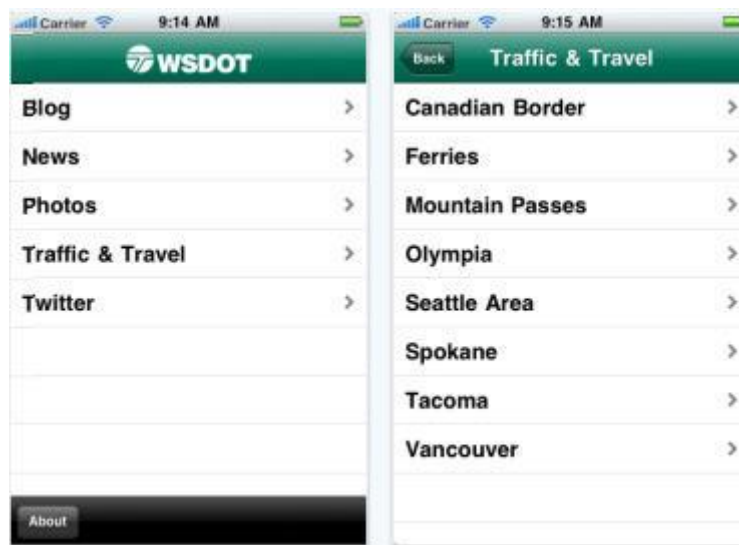 Carrier 9:14 AM
WSDOT
Blog
News
Photos
Traffic & Travel
Twitter
About
Carrier 9:15 AM
Back Traffic & Travel
Canadian Border
Ferries
Mountain Passes
Olympia
Seattle Area
Spokane
Tacoma
Vancouver